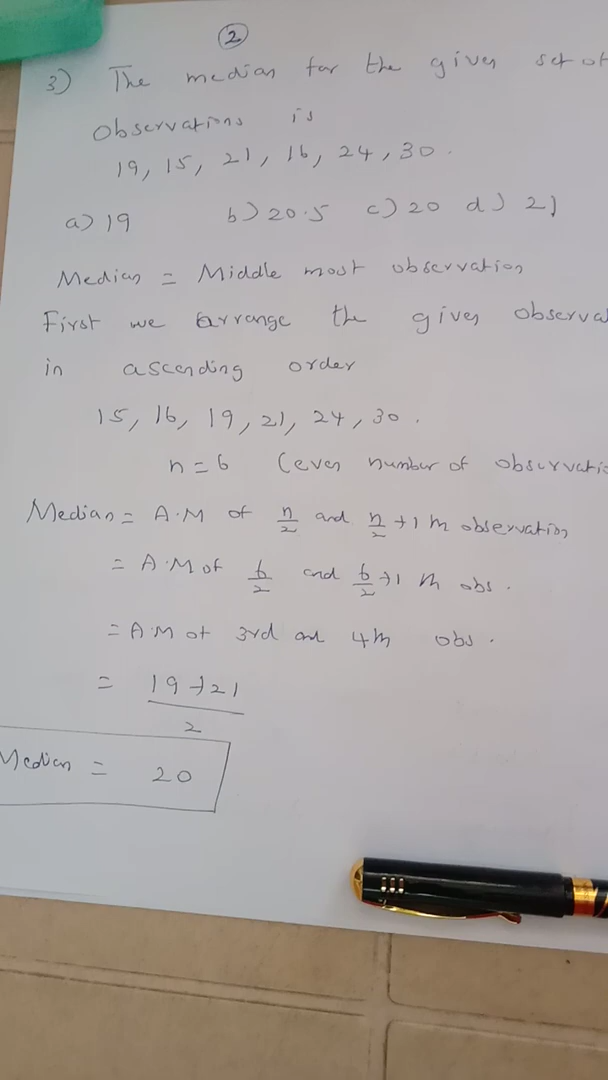 2
3) The median for the given set of
observations is
19, 15, 21, 16, 24, 30.
a) 19 b) 20.5 c) 20 d) 21
Median = Middle most observation
First we arrange the given observa
in ascending order
15, 16, 19, 21, 24, 30.
n = 6 (even number of observatio
Median = A.M of n/2 and n/2 + 1 th observation
= A.M of 6/2 and 6/2 + 1 th obs.
= A.M of 3rd and 4th obs.
= 19+21/2
Median = 20